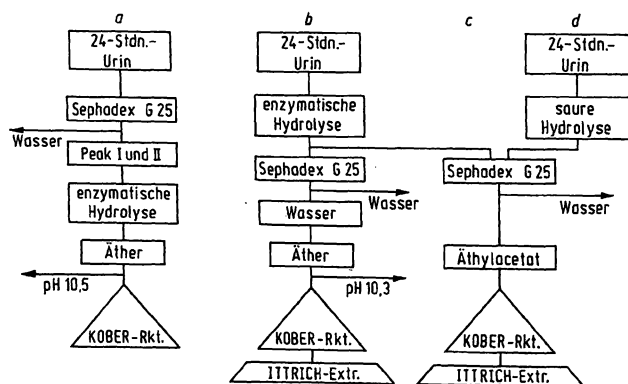 a
24-Stdn.-
Urin
Sephadex G 25
Wasser
Peak I und II
enzymatische
Hydrolyse
Äther
pH 10,5
KOBER-Rkt.
b
24-Stdn.-
Urin
enzymatische
Hydrolyse
Sephadex G 25
Wasser
Wasser
Äther
pH 10,3
KOBER-Rkt.
ITTRICH-Extr.
c
d
24-Stdn.-
Urin
saure
Hydrolyse
Sephadex G 25
Wasser
Äthylacetat
KOBER-Rkt.
ITTRICH-Extr.